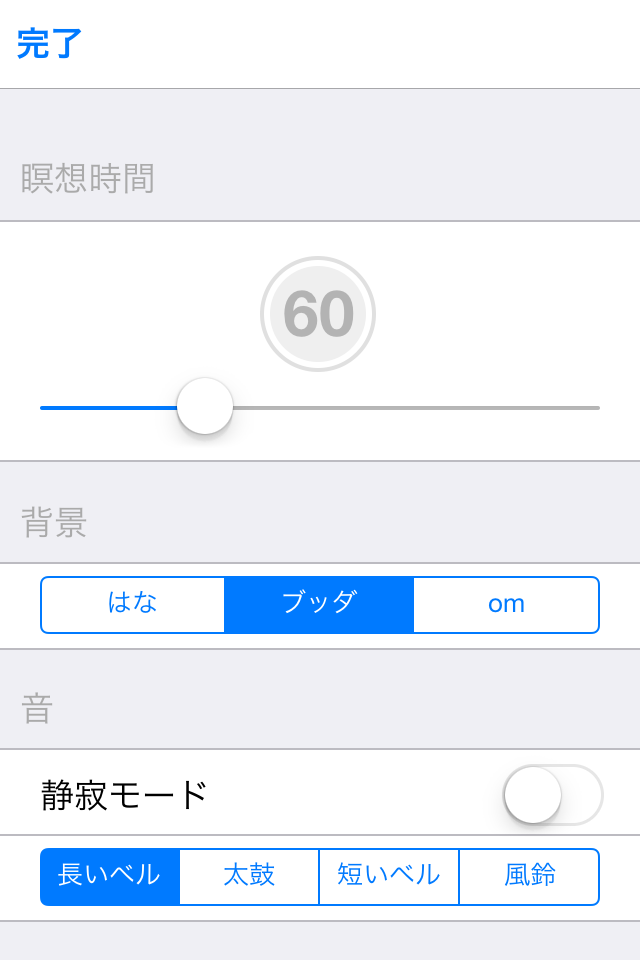 完了
瞑想時間
60
背景
はな ブッダ om
音
静寂モード
長いベル 太鼓 短いベル 風鈴